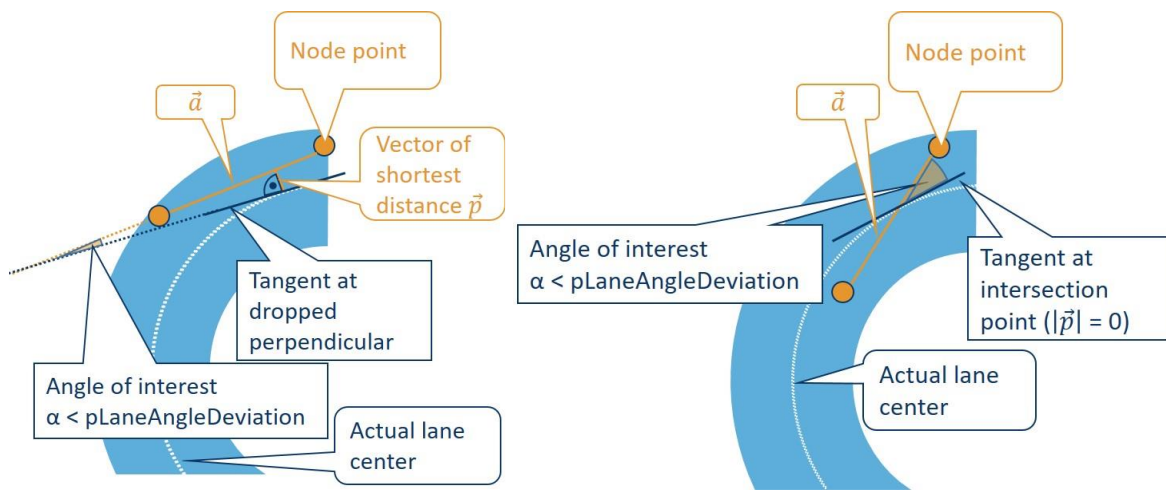 Node point
a⃗
Vector of
shortest
distance p⃗
Tangent at
dropped
perpendicular
Angle of interest
α < pLaneAngleDeviation
Actual lane
center
Node point
a⃗
Angle of interest
α < pLaneAngleDeviation
Tangent at
intersection
point (|p⃗| = 0)
Actual lane
center